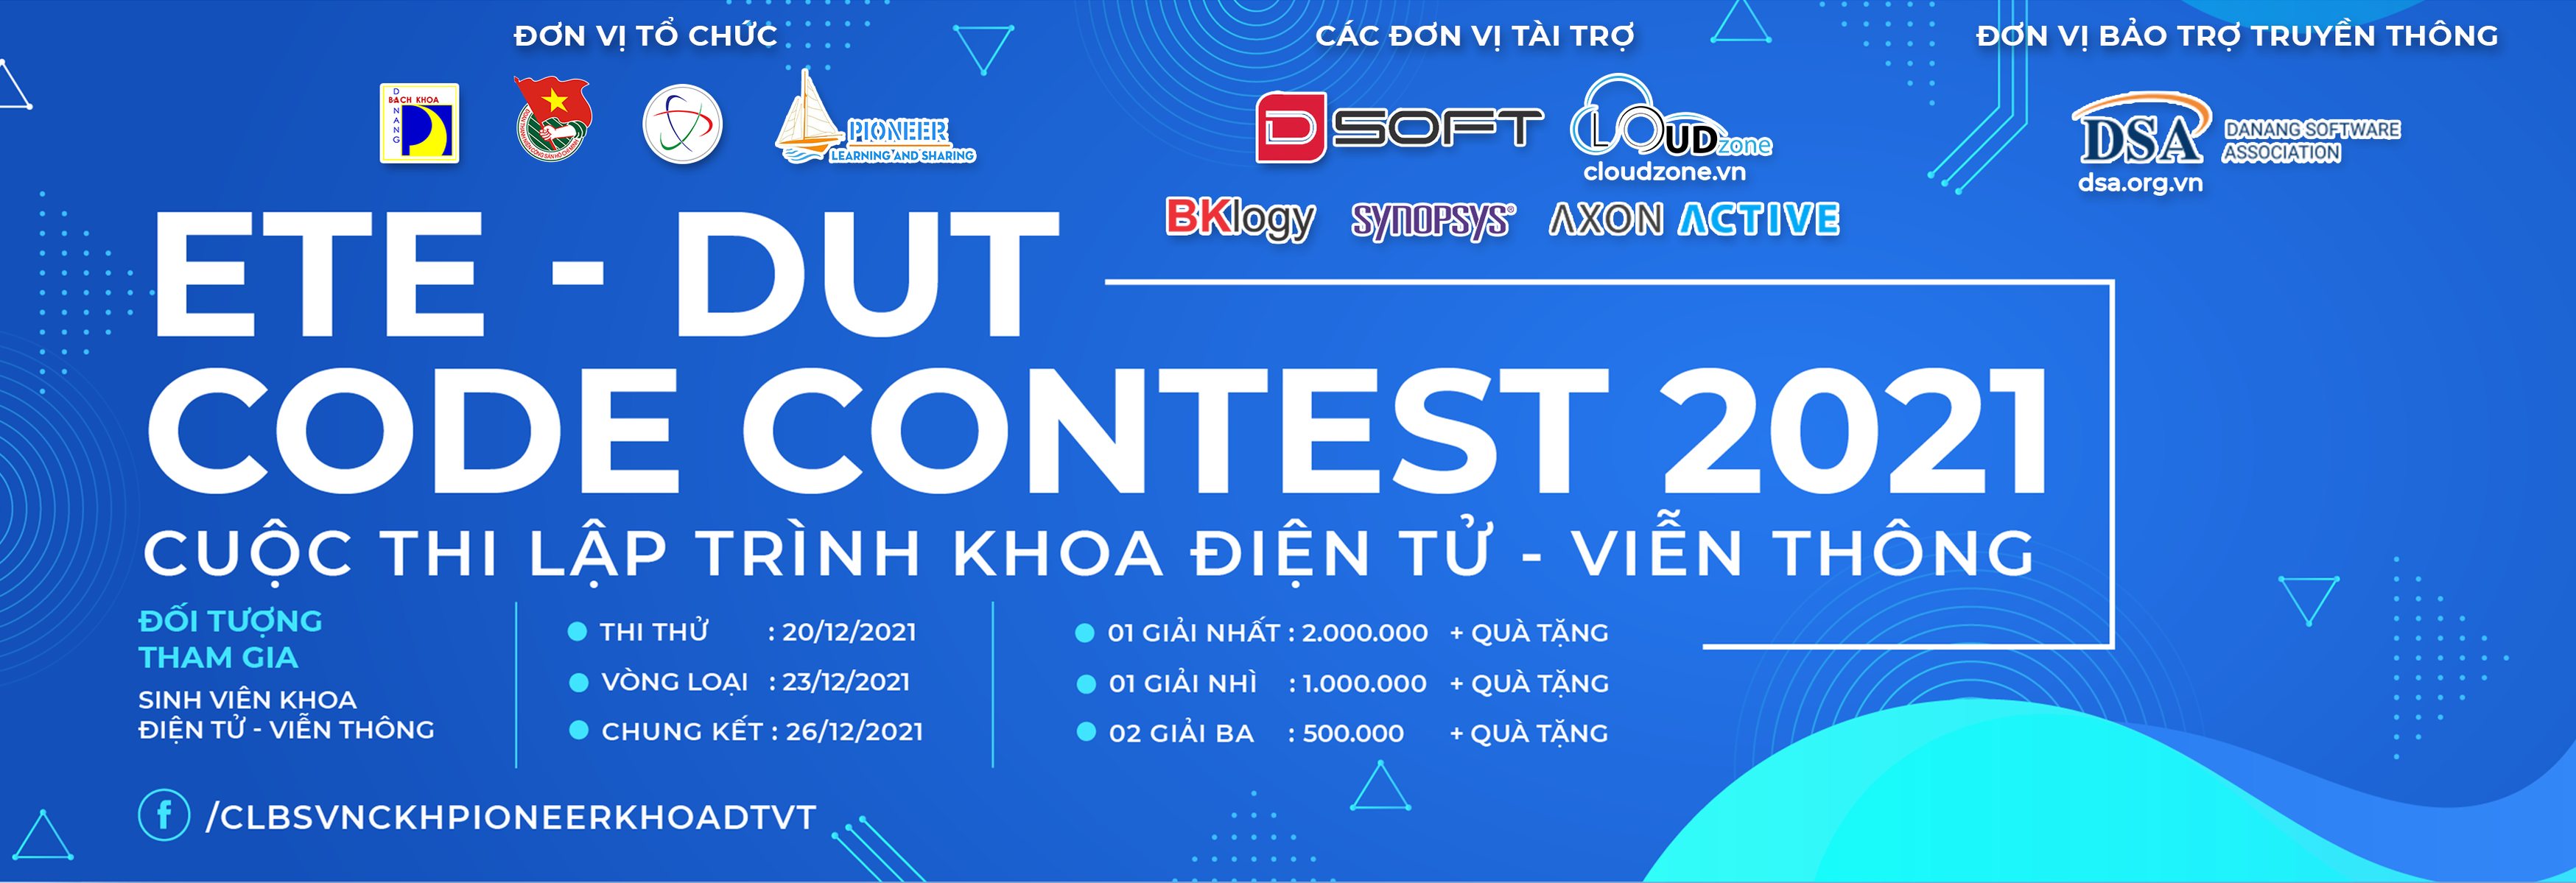 ĐƠN VỊ TỔ CHỨC
CÁC ĐƠN VỊ TÀI TRỢ
ĐƠN VỊ BẢO TRỢ TRUYỀN THÔNG
DANANG
BÁCH KHOA
PIONEER
LEARNING AND SHARING
DSOFT
CLOUDzone
cloudzone.vn
BKlogy
SYNOPSYS®
AXON ACTIVE
DSA
DANANG SOFTWARE
ASSOCIATION
dsa.org.vn
ETE - DUT
CODE CONTEST 2021
CUỘC THI LẬP TRÌNH KHOA ĐIỆN TỬ - VIỄN THÔNG
ĐỐI TƯỢNG
THAM GIA
SINH VIÊN KHOA
ĐIỆN TỬ - VIỄN THÔNG
THI THỬ : 20/12/2021
VÒNG LOẠI : 23/12/2021
CHUNG KẾT : 26/12/2021
01 GIẢI NHẤT : 2.000.000 + QUÀ TẶNG
01 GIẢI NHÌ : 1.000.000 + QUÀ TẶNG
02 GIẢI BA : 500.000 + QUÀ TẶNG
/CLBSVNCKHPIONEERKHOADTVT